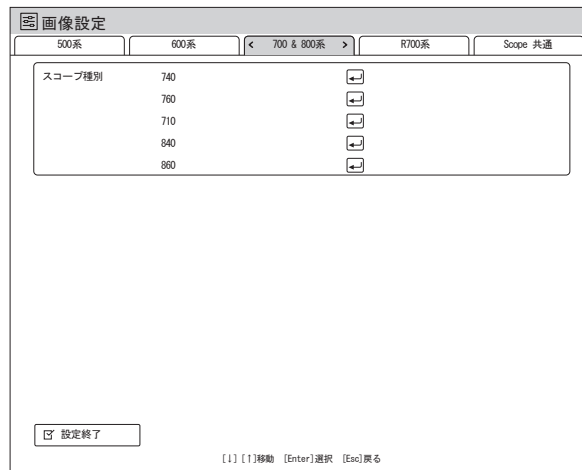 画像設定
500系 600系 < 700 & 800系 > R700系 Scope 共通
スコープ種別 740
760
710
840
860
設定終了
[↓] [↑]移動 [Enter]選択 [Esc]戻る